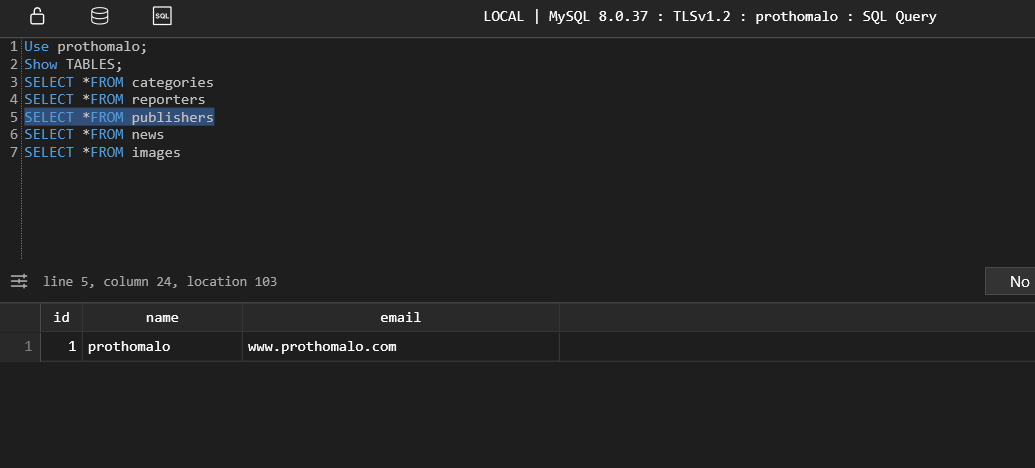 SQL
LOCAL | MySQL 8.0.37 : TLSv1.2 : prothomalo : SQL Query
1 Use prothomalo;
2 Show TABLES;
3 SELECT *FROM categories
4 SELECT *FROM reporters
5 SELECT *FROM publishers
6 SELECT *FROM news
7 SELECT *FROM images
line 5, column 24, location 103
No
id name email
1 1 prothomalo www.prothomalo.com